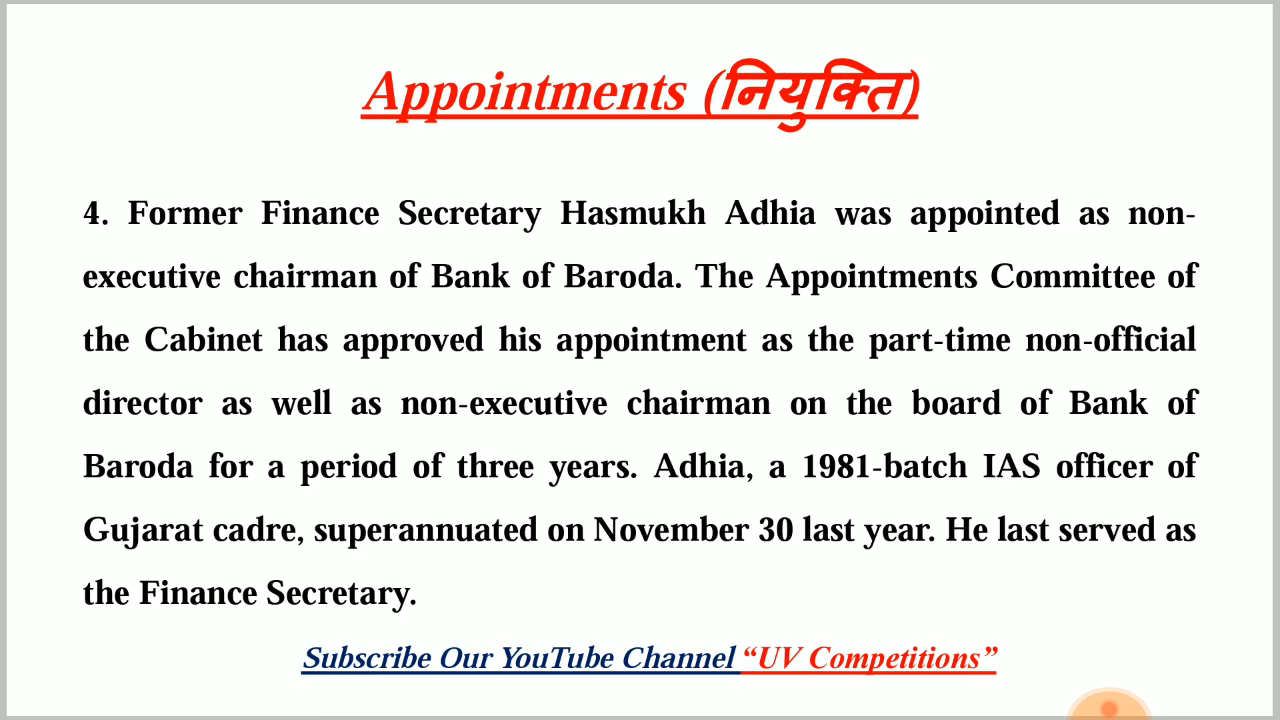 Appointments (नियुक्ति)
4. Former Finance Secretary Hasmukh Adhia was appointed as non-
executive chairman of Bank of Baroda. The Appointments Committee of
the Cabinet has approved his appointment as the part-time non-official
director as well as non-executive chairman on the board of Bank of
Baroda for a period of three years. Adhia, a 1981-batch IAS officer of
Gujarat cadre, superannuated on November 30 last year. He last served as
the Finance Secretary.
Subscribe Our YouTube Channel “UV Competitions”